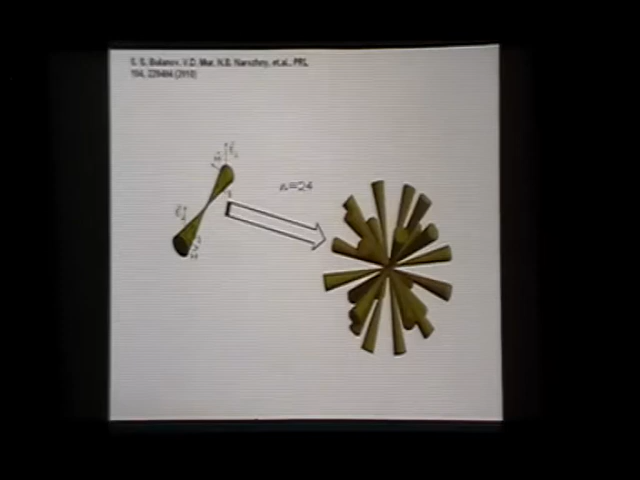 S. S. Bulanov, V.D. Mur, N.B. Narozhny, et.al., PRL
104, 220404 (2010)
n=24